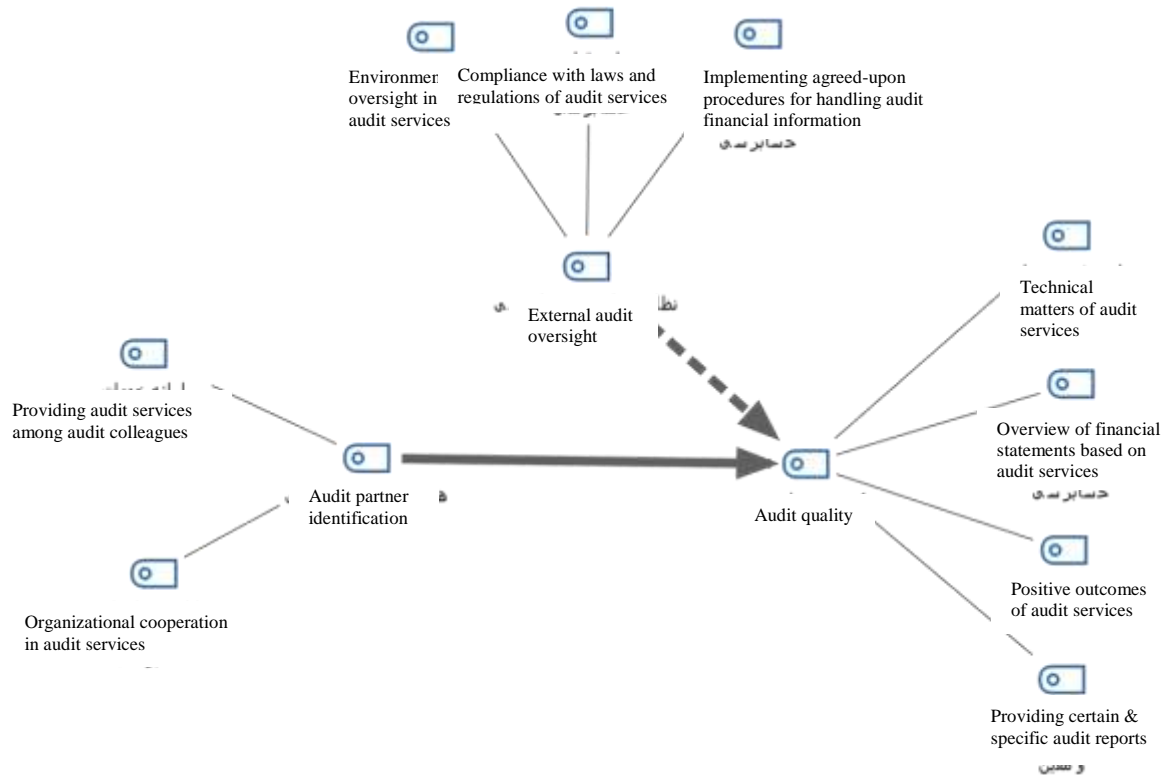 Environmen
oversight in
audit services
Compliance with laws and
regulations of audit services
Implementing agreed-upon
procedures for handling audit
financial information
حسابرسی
External audit
oversight
Technical
matters of audit
services
Providing audit services
among audit colleagues
Overview of financial
statements based on
audit services
حسابرسی
Audit partner
identification
Audit quality
Positive outcomes
of audit services
Organizational cooperation
in audit services
Providing certain &
specific audit reports